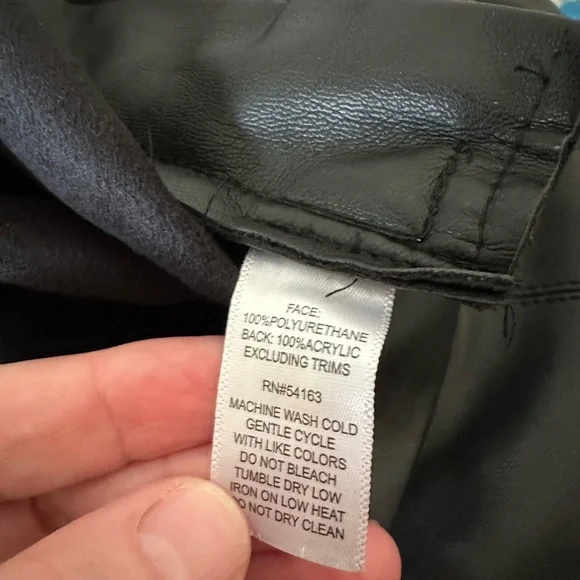 FACE:
100%POLYURETHANE
BACK: 100%ACRYLIC
EXCLUDING TRIMS
RN#54163
MACHINE WASH COLD
GENTLE CYCLE
WITH LIKE COLORS
DO NOT BLEACH
TUMBLE DRY LOW
IRON ON LOW HEAT
DO NOT DRY CLEAN